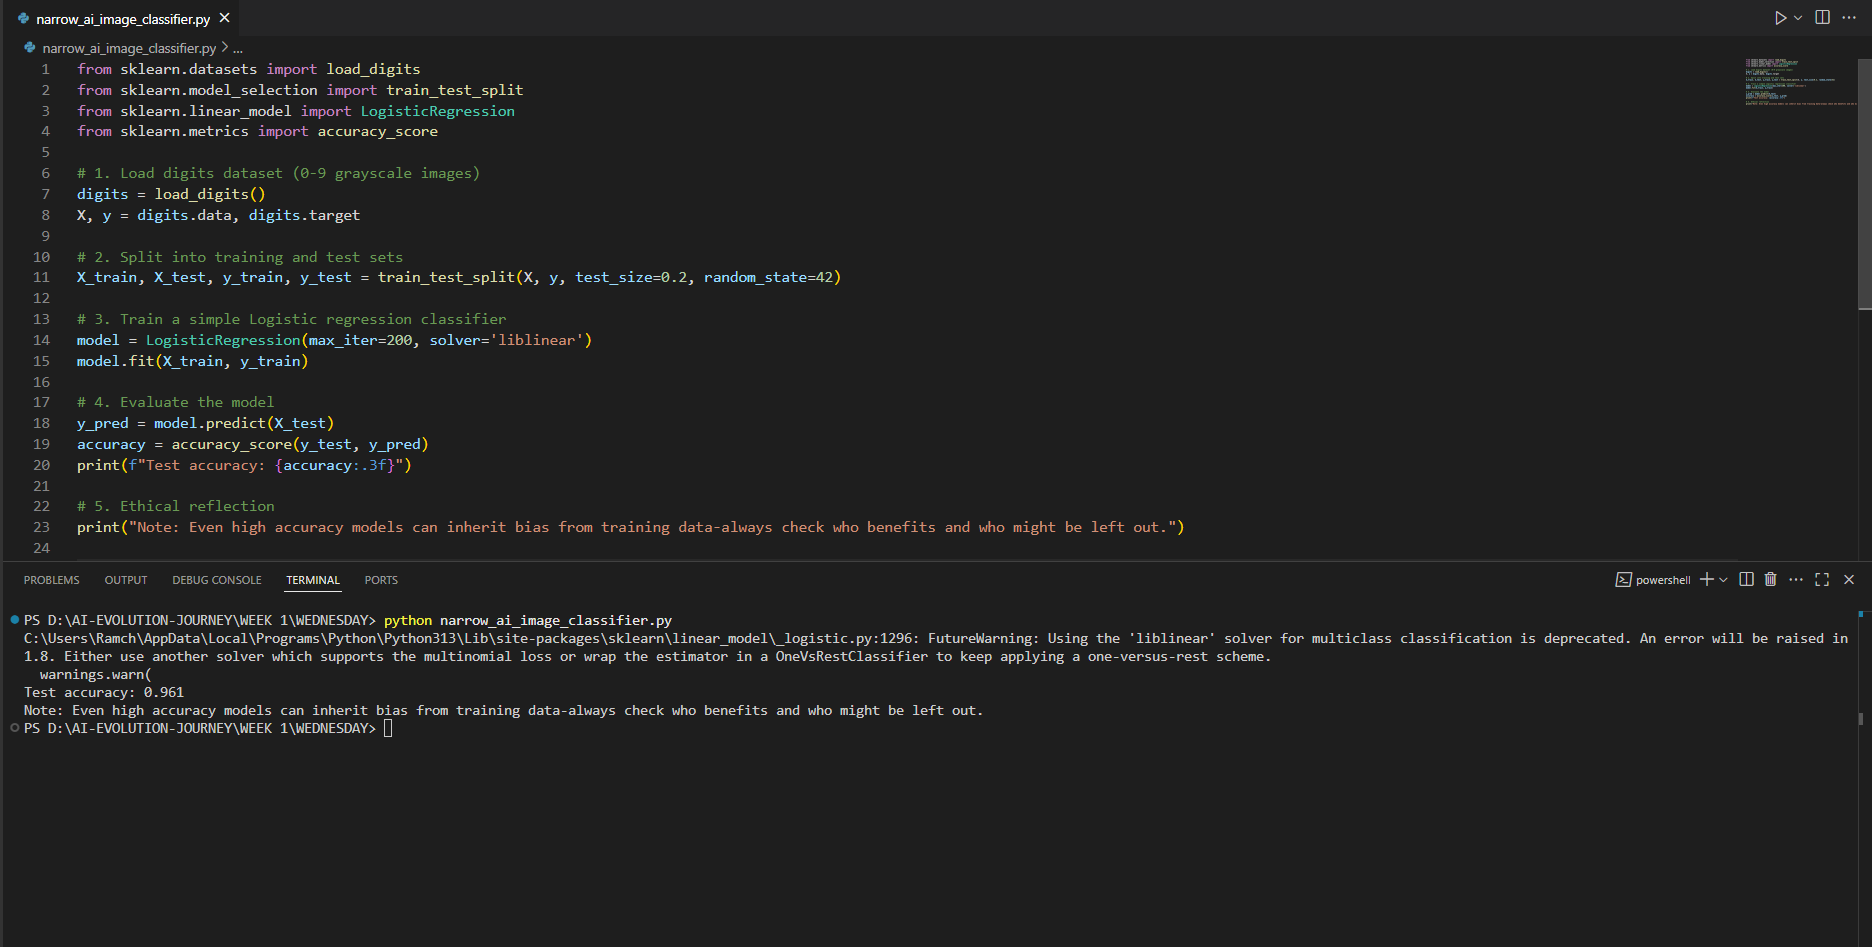 narrow_ai_image_classifier.py
narrow_ai_image_classifier.py > ...
1 from sklearn.datasets import load_digits
2 from sklearn.model_selection import train_test_split
3 from sklearn.linear_model import LogisticRegression
4 from sklearn.metrics import accuracy_score
5
6 # 1. Load digits dataset (0-9 grayscale images)
7 digits = load_digits()
8 X, y = digits.data, digits.target
9
10 # 2. Split into training and test sets
11 X_train, X_test, y_train, y_test = train_test_split(X, y, test_size=0.2, random_state=42)
12
13 # 3. Train a simple Logistic regression classifier
14 model = LogisticRegression(max_iter=200, solver='liblinear')
15 model.fit(X_train, y_train)
16
17 # 4. Evaluate the model
18 y_pred = model.predict(X_test)
19 accuracy = accuracy_score(y_test, y_pred)
20 print(f"Test accuracy: {accuracy:.3f}")
21
22 # 5. Ethical reflection
23 print("Note: Even high accuracy models can inherit bias from training data-always check who benefits and who might be left out.")
24
PROBLEMS OUTPUT DEBUG CONSOLE TERMINAL PORTS powershell
PS D:\AI-EVOLUTION-JOURNEY\WEEK 1\WEDNESDAY> python narrow_ai_image_classifier.py
C:\Users\Ramch\AppData\Local\Programs\Python\Python313\Lib\site-packages\sklearn\linear_model\_logistic.py:1296: FutureWarning: Using the 'liblinear' solver for multiclass classification is deprecated. An error will be raised in
1.8. Either use another solver which supports the multinomial loss or wrap the estimator in a OneVsRestClassifier to keep applying a one-versus-rest scheme.
  warnings.warn(
Test accuracy: 0.961
Note: Even high accuracy models can inherit bias from training data-always check who benefits and who might be left out.
PS D:\AI-EVOLUTION-JOURNEY\WEEK 1\WEDNESDAY>